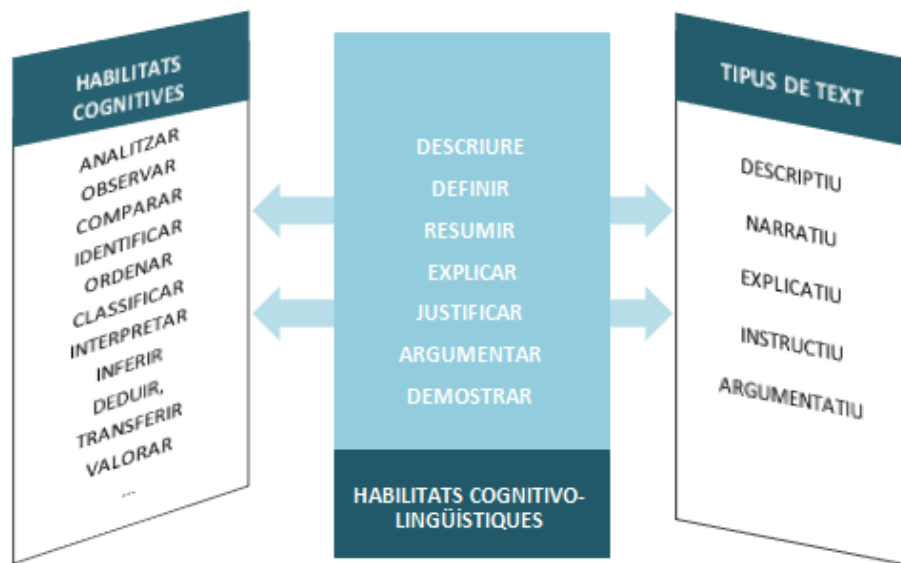 HABILITATS
COGNITIVES
ANALITZAR
OBSERVAR
COMPARAR
IDENTIFICAR
ORDENAR
CLASSIFICAR
INTERPRETAR
INFERIR
DEDUIR,
TRANSFERIR
VALORAR
...
DESCRIURE
DEFINIR
RESUMIR
EXPLICAR
JUSTIFICAR
ARGUMENTAR
DEMOSTRAR
HABILITATS COGNITIVO-
LINGÜÍSTIQUES
TIPUS DE TEXT
DESCRIPTIU
NARRATIU
EXPLICATIU
INSTRUCTIU
ARGUMENTATIU